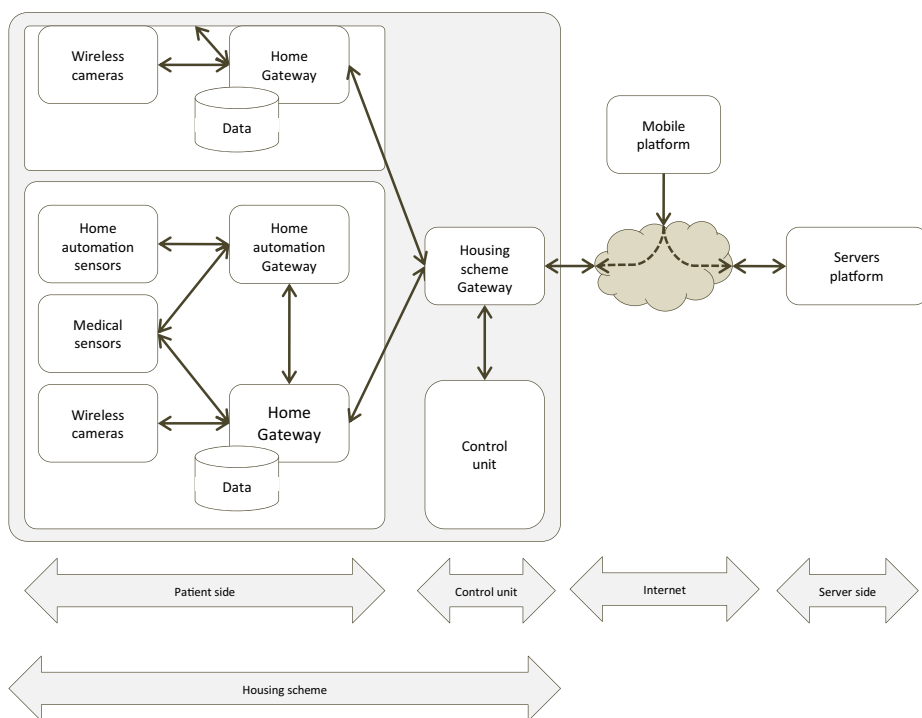 Wireless
cameras
Home
Gateway
Data
Mobile
platform
Home
automation
sensors
Home
automation
Gateway
Housing
scheme
Gateway
Servers
platform
Medical
sensors
Wireless
cameras
Home
Gateway
Data
Control
unit
Patient side
Control unit
Internet
Server side
Housing scheme